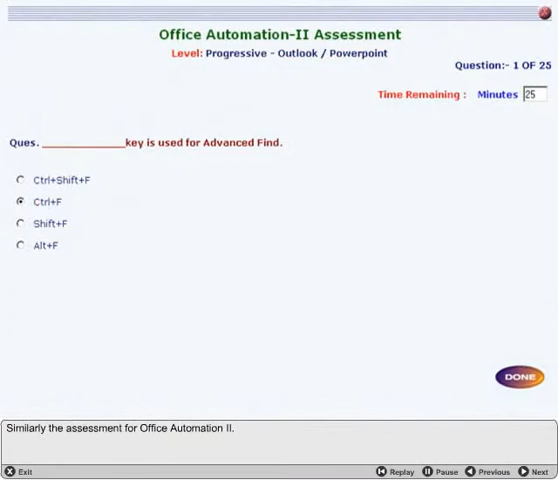 Office Automation-II Assessment
Level: Progressive - Outlook / Powerpoint
Question:- 1 OF 25
Time Remaining : Minutes 25
Ques. ______________key is used for Advanced Find.
Ctrl+Shift+F
Ctrl+F
Shift+F
Alt+F
DONE
Similarly the assessment for Office Automation II.
Exit Replay Pause Previous Next